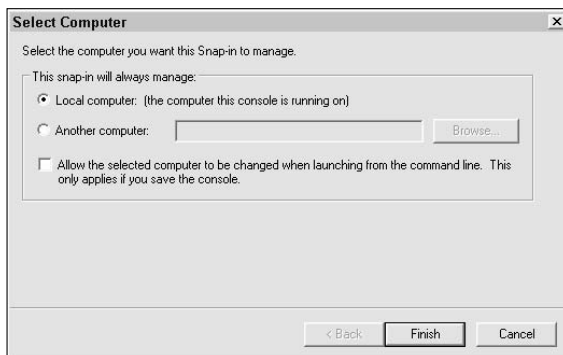 Select Computer
Select the computer you want this Snap-in to manage.
This snap-in will always manage:
Local computer: (the computer this console is running on)
Another computer:
Browse...
Allow the selected computer to be changed when launching from the command line. This
only applies if you save the console.
< Back
Finish
Cancel